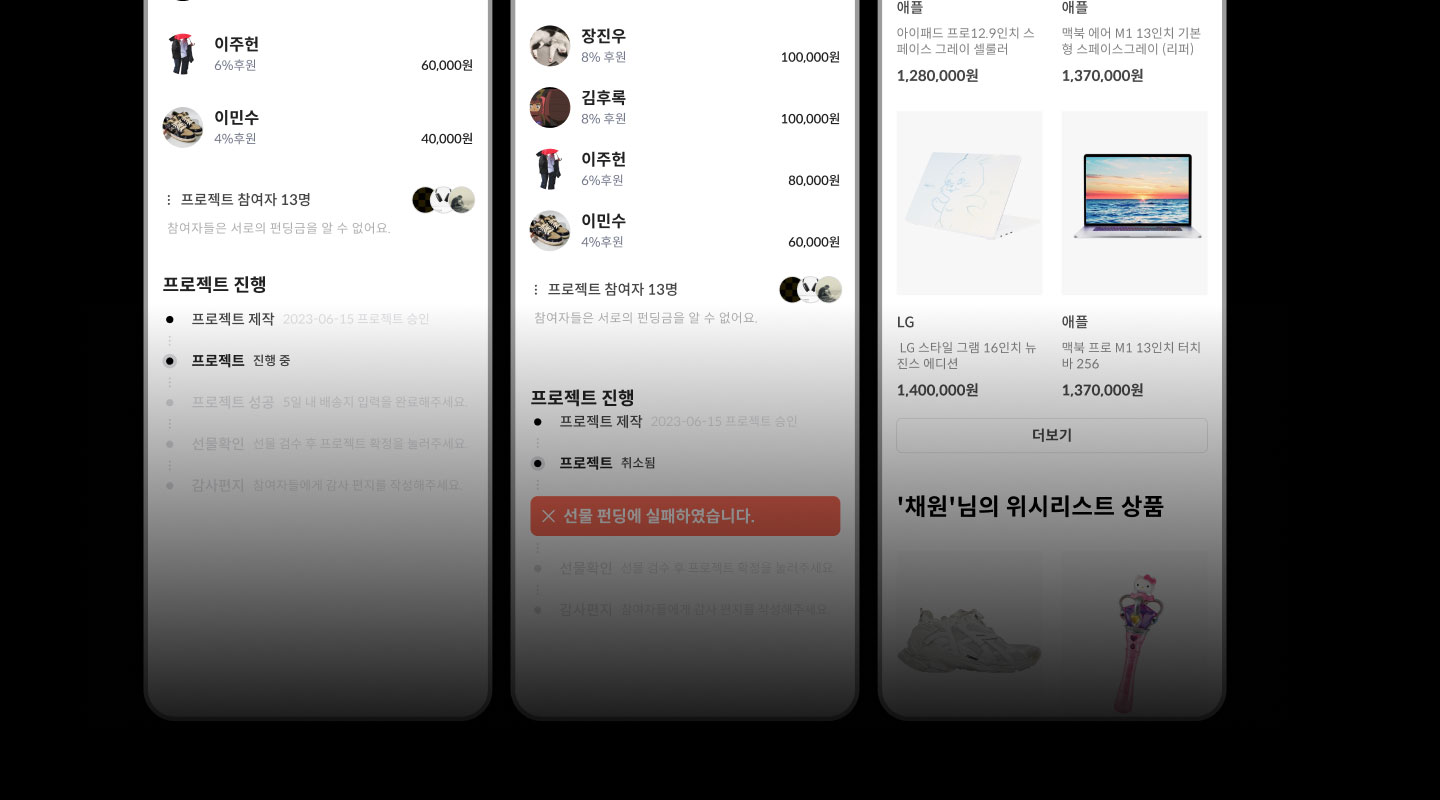 이주헌
6%후원
60,000원
이민수
4%후원
40,000원
프로젝트 참여자 13명
참여자들은 서로의 펀딩금을 알 수 없어요.
프로젝트 진행
프로젝트 제작 2023-06-15 프로젝트 승인
프로젝트 진행 중
프로젝트 성공 5일 내 배송지 입력을 완료해주세요.
선물확인 선물 검수 후 프로젝트 확정을 눌러주세요.
감사편지 참여자들에게 감사 편지를 작성해주세요.
장진우
8% 후원
100,000원
김후록
8% 후원
100,000원
이주헌
6%후원
80,000원
이민수
4%후원
60,000원
프로젝트 참여자 13명
참여자들은 서로의 펀딩금을 알 수 없어요.
프로젝트 진행
프로젝트 제작 2023-06-15 프로젝트 승인
프로젝트 취소됨
선물 펀딩에 실패하였습니다.
선물확인 선물 검수 후 프로젝트 확정을 눌러주세요.
감사편지 참여자들에게 감사 편지를 작성해주세요.
애플
아이패드 프로12.9인치 스
페이스 그레이 셀룰러
1,280,000원
애플
맥북 에어 M1 13인치 기본
형 스페이스그레이 (리퍼)
1,370,000원
LG
LG 스타일 그램 16인치 뉴
진스 에디션
1,400,000원
애플
맥북 프로 M1 13인치 터치
바 256
1,370,000원
더보기
'채원'님의 위시리스트 상품